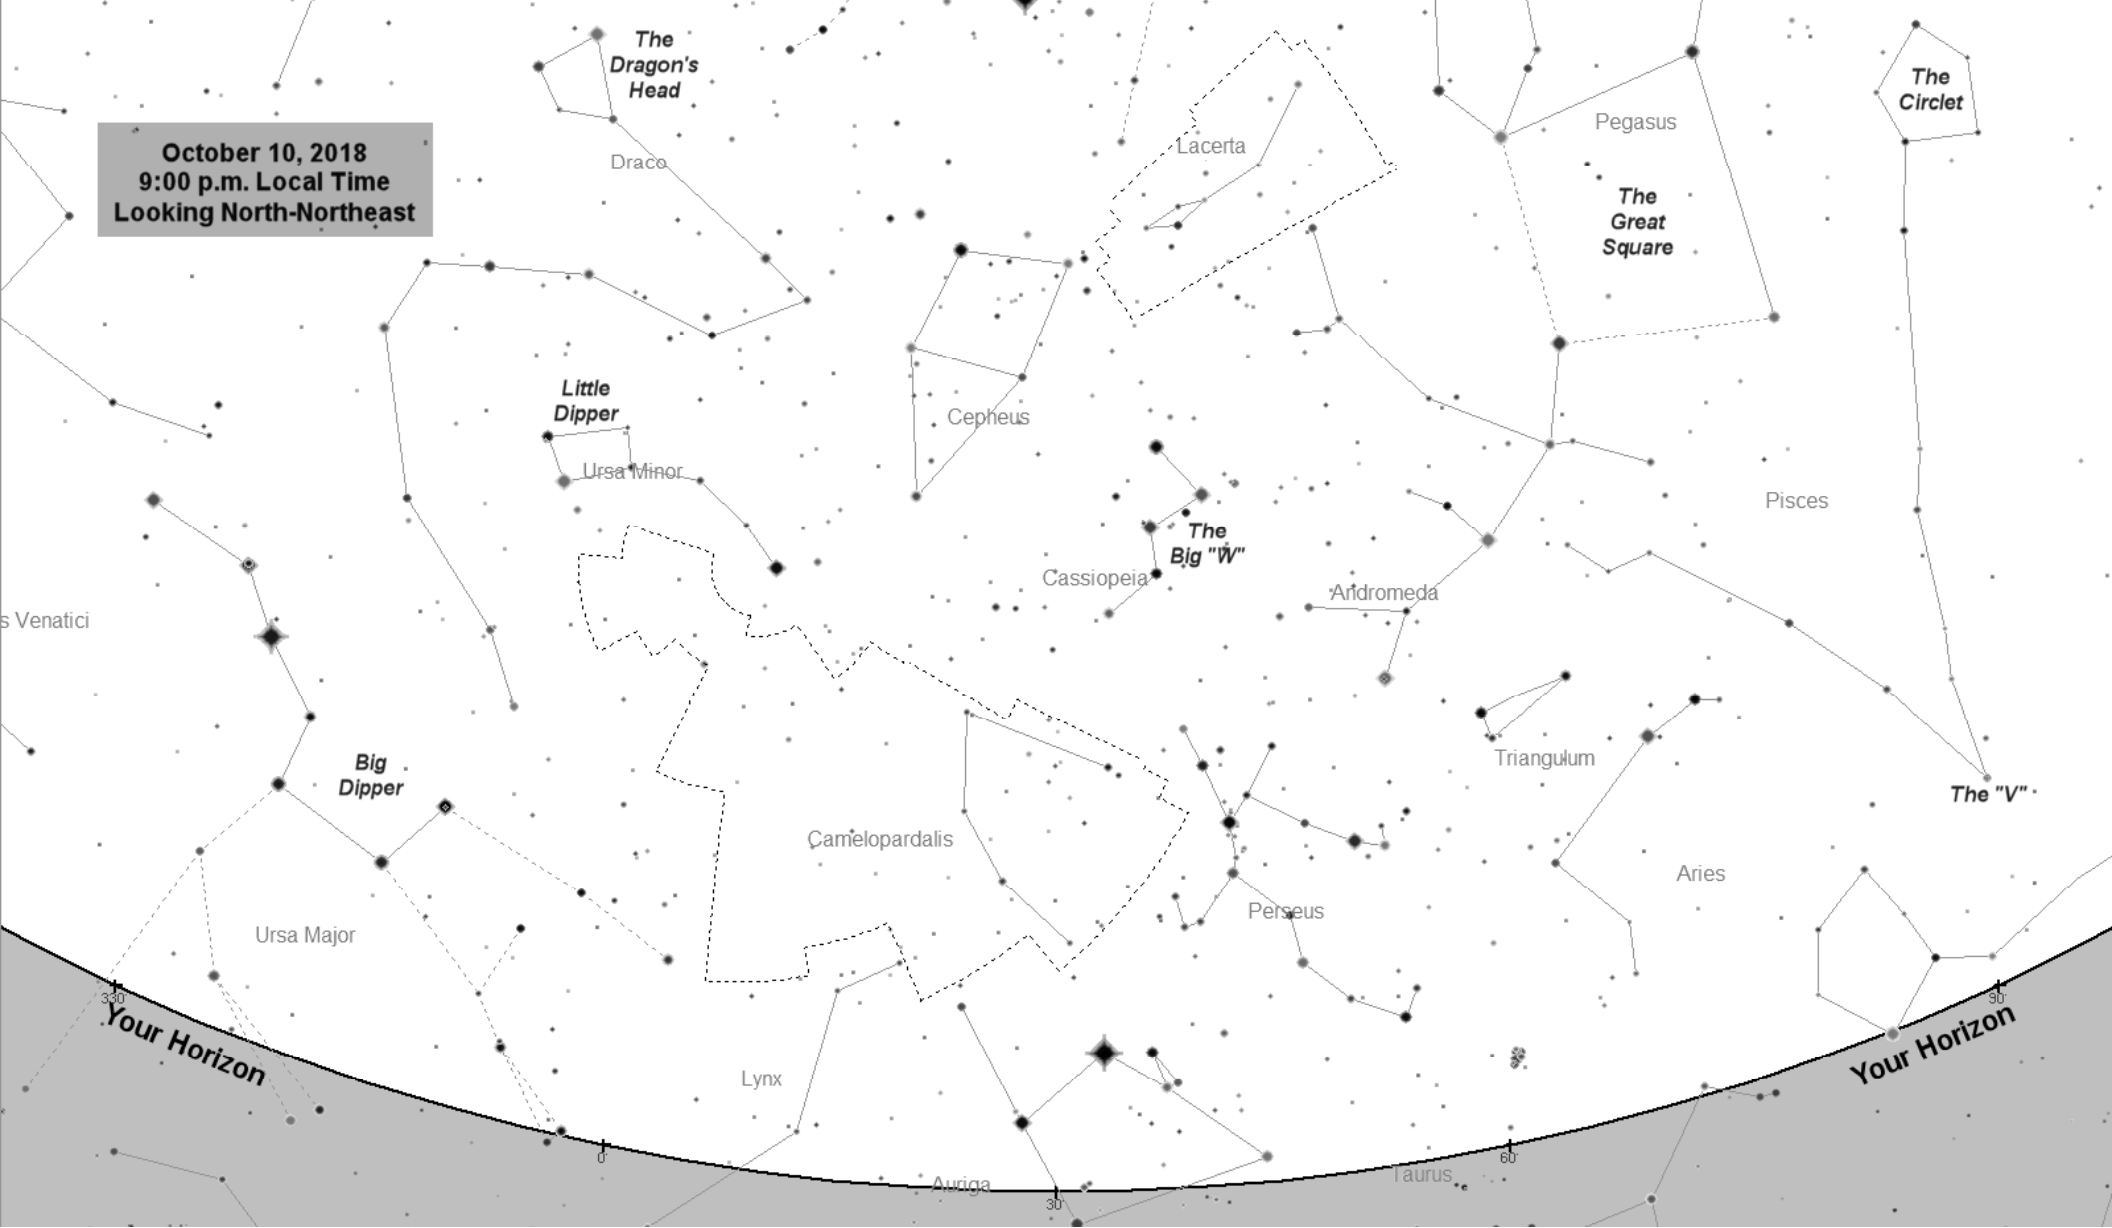 The
Dragon's
Head
Draco
October 10, 2018
9:00 p.m. Local Time
Looking North-Northeast
Lacerta
Pegasus
The
Great
Square
The
Circlet
Little
Dipper
Ursa Minor
Cepheus
The
Big "W"
Cassiopeia
Andromeda
Pisces
s Venatici
Big
Dipper
Triangulum
The "V"
Camelopardalis
Aries
Perseus
Ursa Major
Lynx
Auriga
Taurus
330°
Your Horizon
0°
30°
60°
90°
Your Horizon